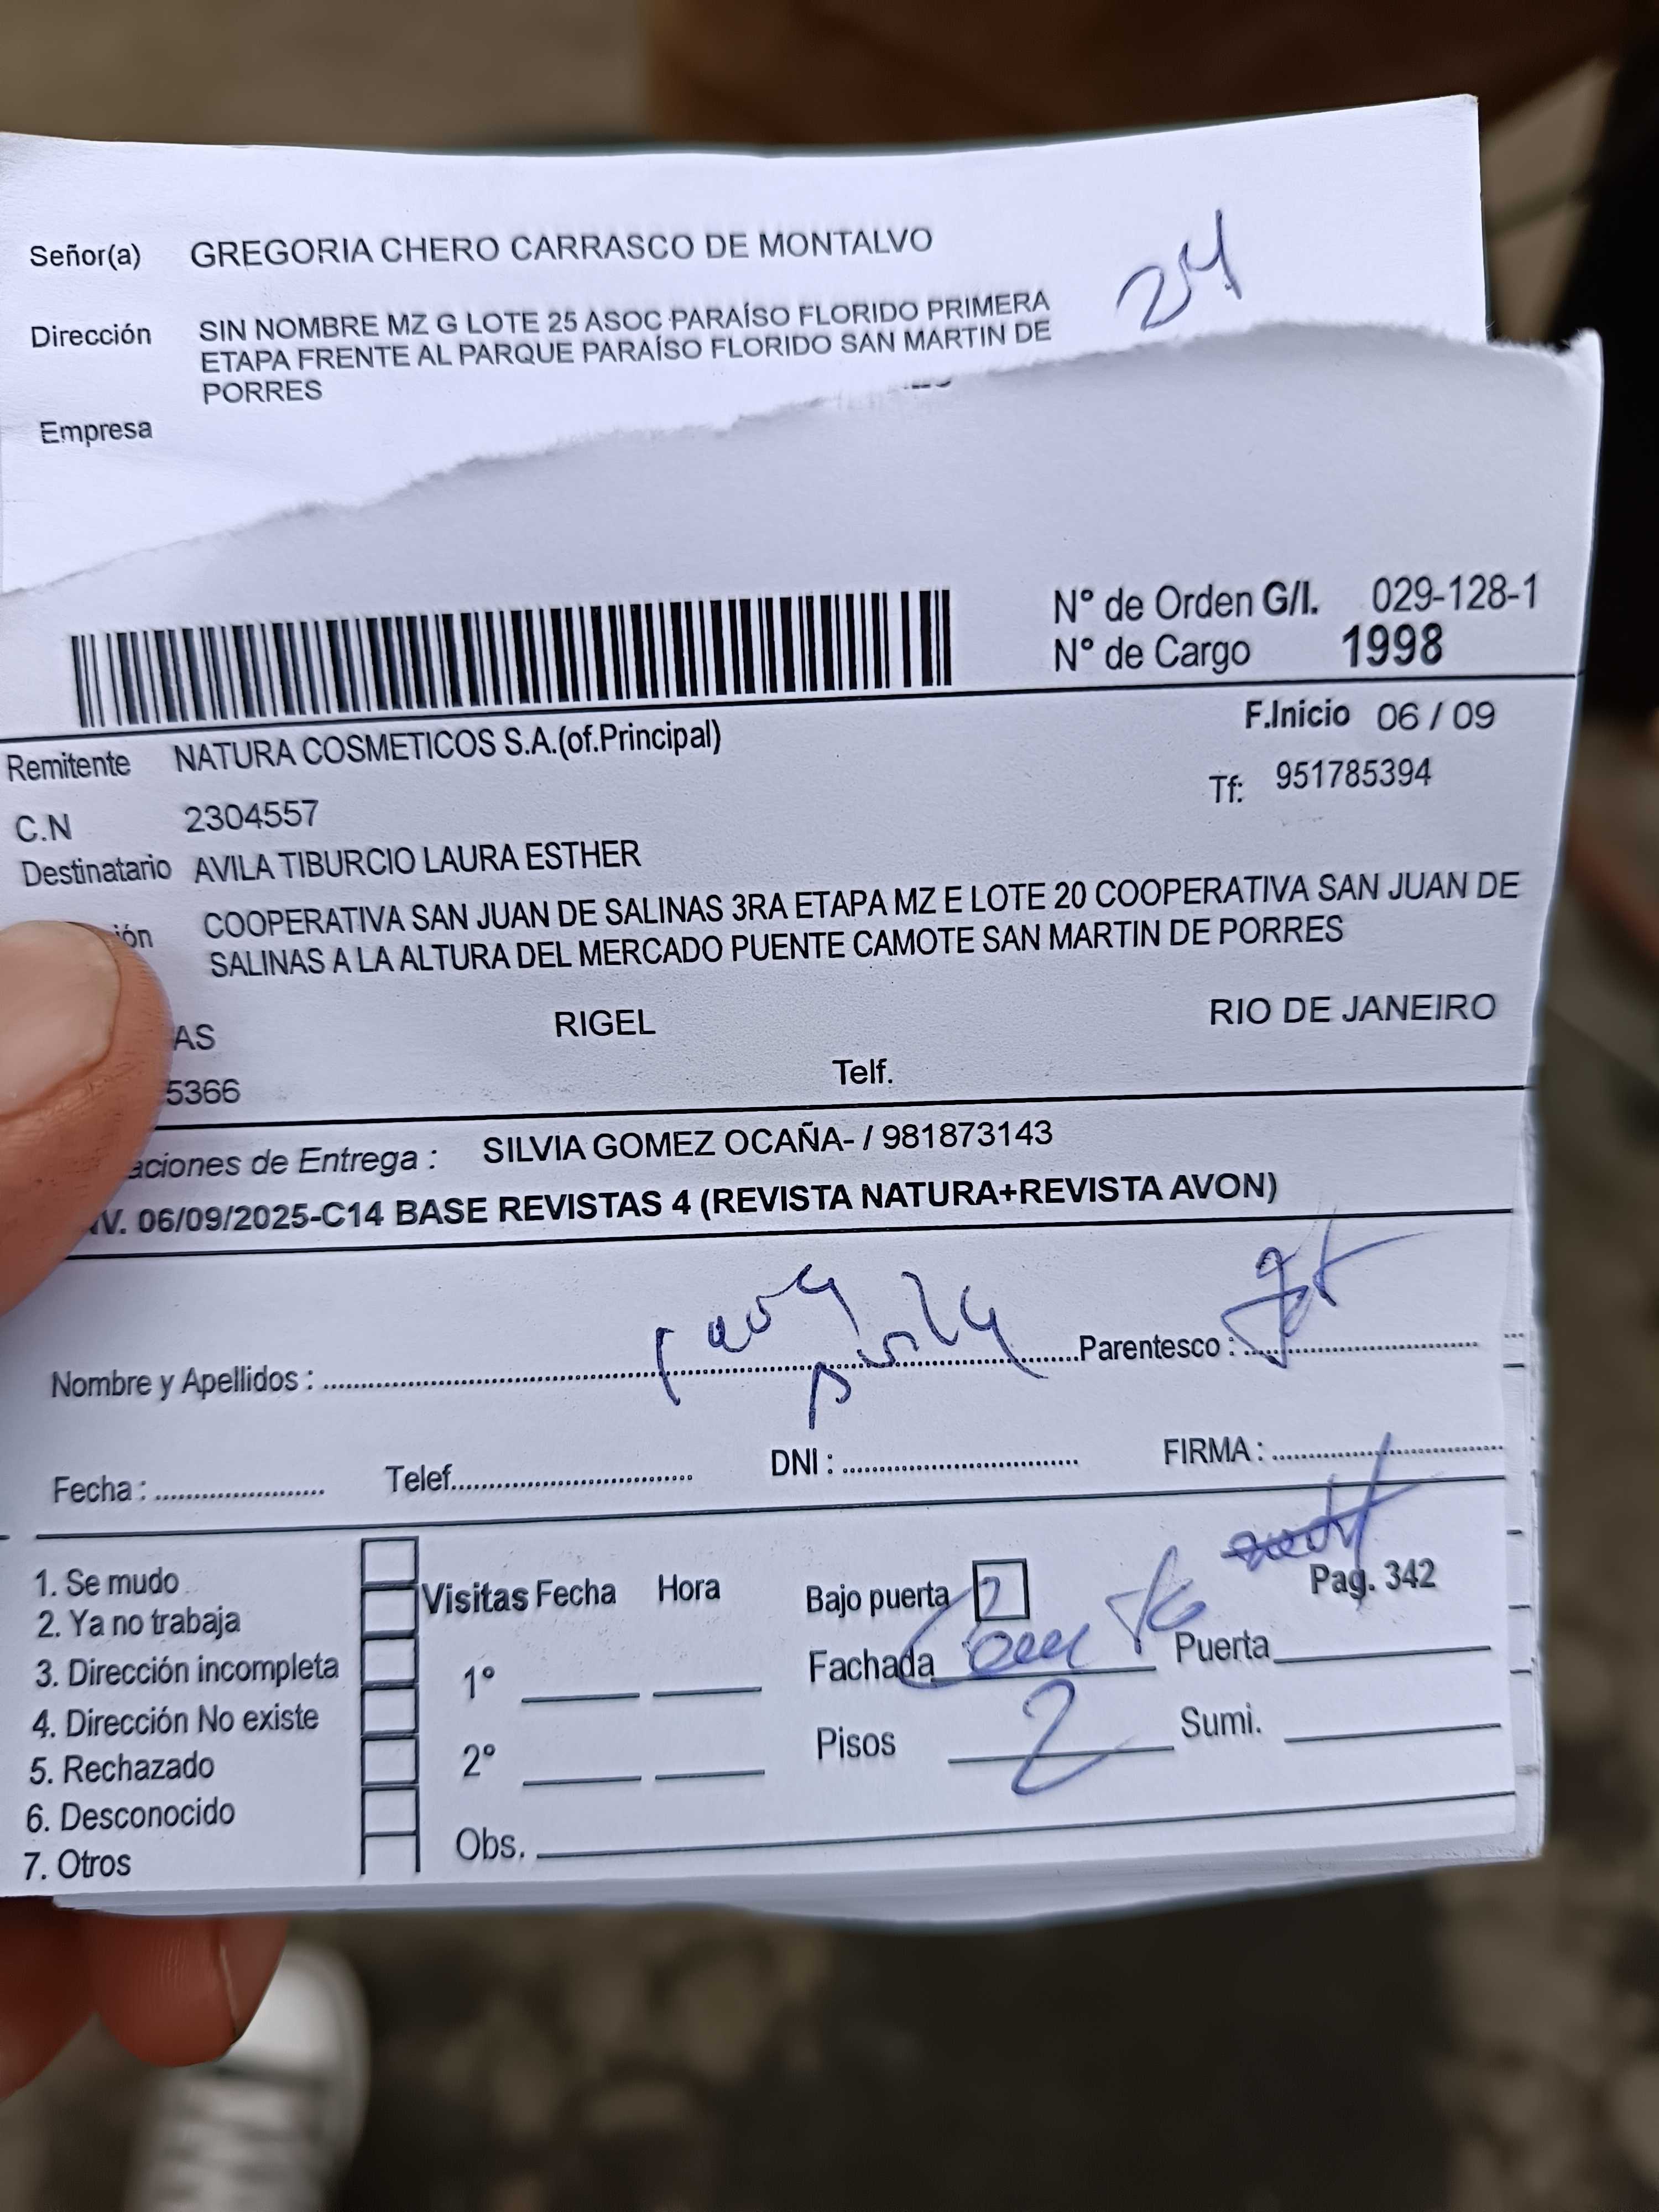 Señor(a) GREGORIA CHERO CARRASCO DE MONTALVO
24
Dirección SIN NOMBRE MZ G LOTE 25 ASOC PARAÍSO FLORIDO PRIMERA
ETAPA FRENTE AL PARQUE PARAÍSO FLORIDO SAN MARTIN DE
PORRES
Empresa
N° de Orden G/I. 029-128-1
N° de Cargo 1998
F.Inicio 06 / 09
Remitente NATURA COSMETICOS S.A.(of.Principal)
Tf: 951785394
C.N 2304557
Destinatario AVILA TIBURCIO LAURA ESTHER
ión COOPERATIVA SAN JUAN DE SALINAS 3RA ETAPA MZ E LOTE 20 COOPERATIVA SAN JUAN DE
SALINAS A LA ALTURA DEL MERCADO PUENTE CAMOTE SAN MARTIN DE PORRES
AS RIGEL RIO DE JANEIRO
5366 Telf.
aciones de Entrega : SILVIA GOMEZ OCAÑA- / 981873143
V. 06/09/2025-C14 BASE REVISTAS 4 (REVISTA NATURA+REVISTA AVON)
Nombre y Apellidos : Parentesco :
Fecha : Telef. DNI : FIRMA :
1. Se mudo
2. Ya no trabaja
3. Dirección incompleta
4. Dirección No existe
5. Rechazado
6. Desconocido
7. Otros
Visitas Fecha Hora
1°
2°
Obs.
Bajo puerta
Pag. 342
Fachada Puerta
Pisos 2 Sumi.